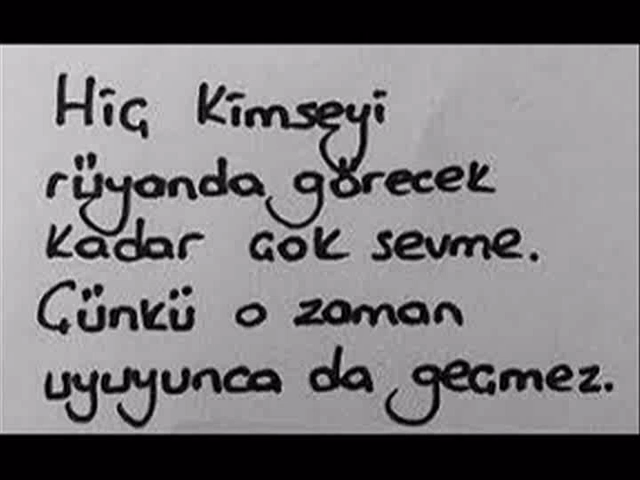 Hiç Kimseyi
rüyanda görecek
kadar çok sevme.
Çünkü o zaman
uyuyunca da geçmez.